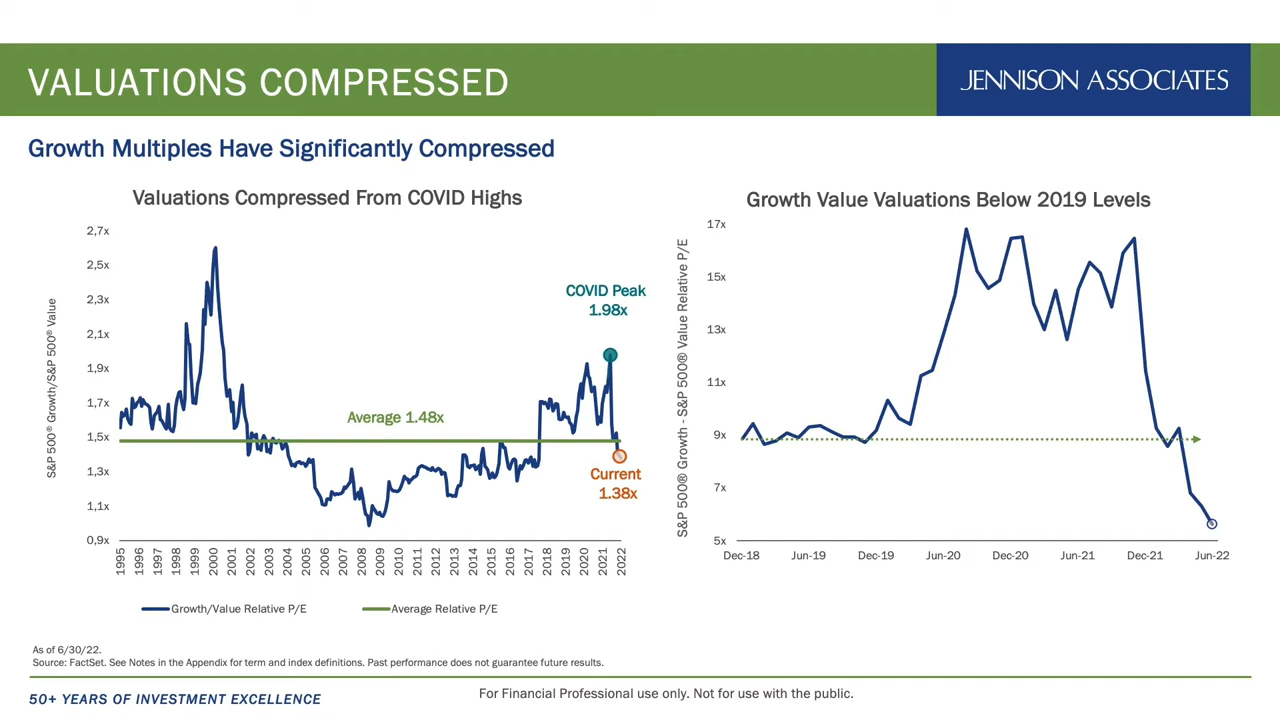 VALUATIONS COMPRESSED
JENNISON ASSOCIATES
Growth Multiples Have Significantly Compressed
Valuations Compressed From COVID Highs
S&P 500® Growth/S&P 500® Value
2,7x
2,5x
2,3x
2,1x
1,9x
1,7x
1,5x
1,3x
1,1x
0,9x
COVID Peak
1.98x
Average 1.48x
Current
1.38x
1995
1996
1997
1998
1999
2000
2001
2002
2003
2004
2005
2006
2007
2008
2009
2010
2011
2012
2013
2014
2015
2016
2017
2018
2019
2020
2021
2022
Growth/Value Relative P/E
Average Relative P/E
Growth Value Valuations Below 2019 Levels
S&P 500® Growth - S&P 500® Value Relative P/E
17x
15x
13x
11x
9x
7x
5x
Dec-18
Jun-19
Dec-19
Jun-20
Dec-20
Jun-21
Dec-21
Jun-22
As of 6/30/22.
Source: FactSet. See Notes in the Appendix for term and index definitions. Past performance does not guarantee future results.
50+ YEARS OF INVESTMENT EXCELLENCE
For Financial Professional use only. Not for use with the public.